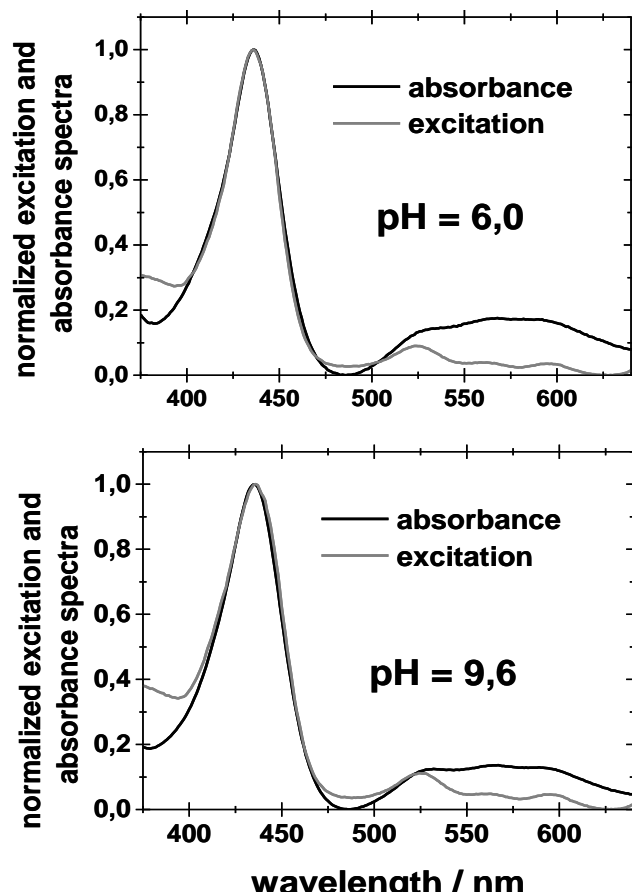 normalized excitation and
absorbance spectra
1,0
0,8
0,6
0,4
0,2
0,0
absorbance
excitation
pH = 6,0
400 450 500 550 600
normalized excitation and
absorbance spectra
1,0
0,8
0,6
0,4
0,2
0,0
absorbance
excitation
pH = 9,6
400 450 500 550 600
wavelength / nm